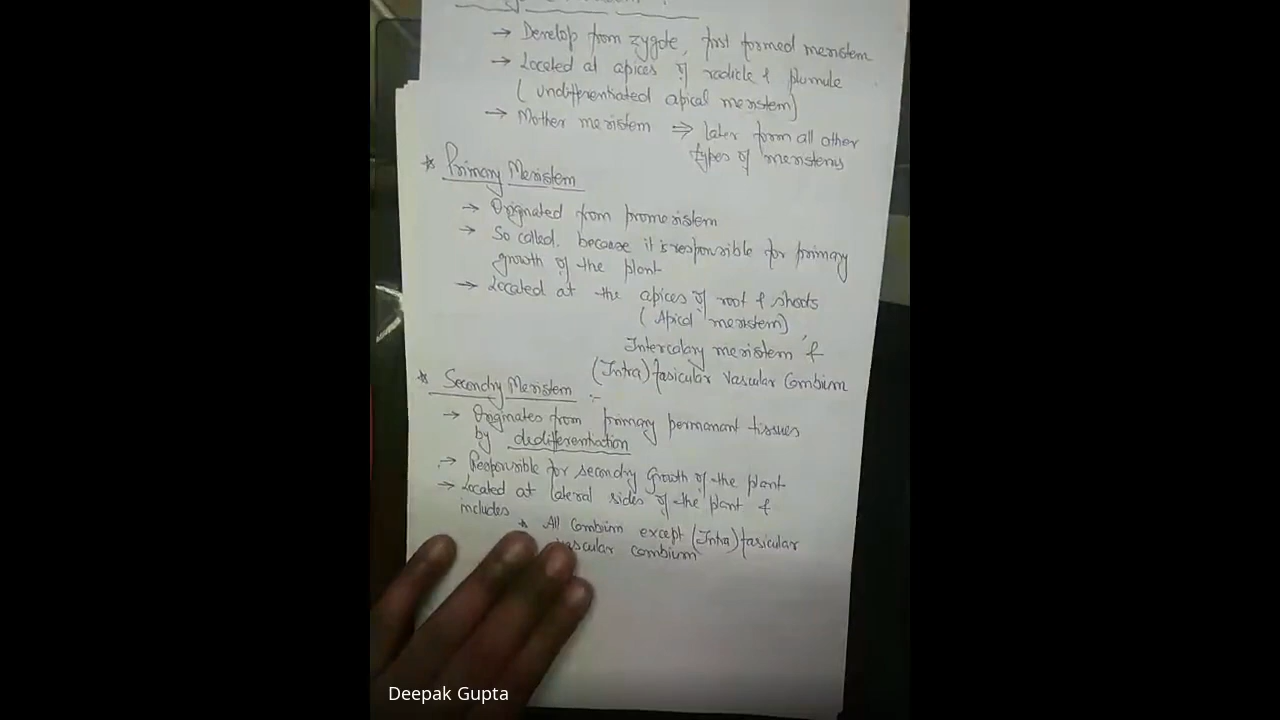 → Develop from zygote, first formed meristem
→ Located at apices of radicle & plumule
(undifferentiated apical meristem)
→ Mother meristem ⇒ later form all other
types of meristems
* Primary Meristem
→ Originated from promeristem
→ So called, because it is responsible for primary
growth of the plant
→ Located at the apices of root & shoots
(Apical meristem),
Intercalary meristem &
(Intra) fasicular vascular Combium
* Secondry Meristem :-
→ Originates from primary permanant tissues
by dedifferentiation
→ Responsible for secondry Growth of the plant
→ Located at lateral sides of the plant &
includes
* All Combium except (Intra) fasicular
vascular combium
Deepak Gupta